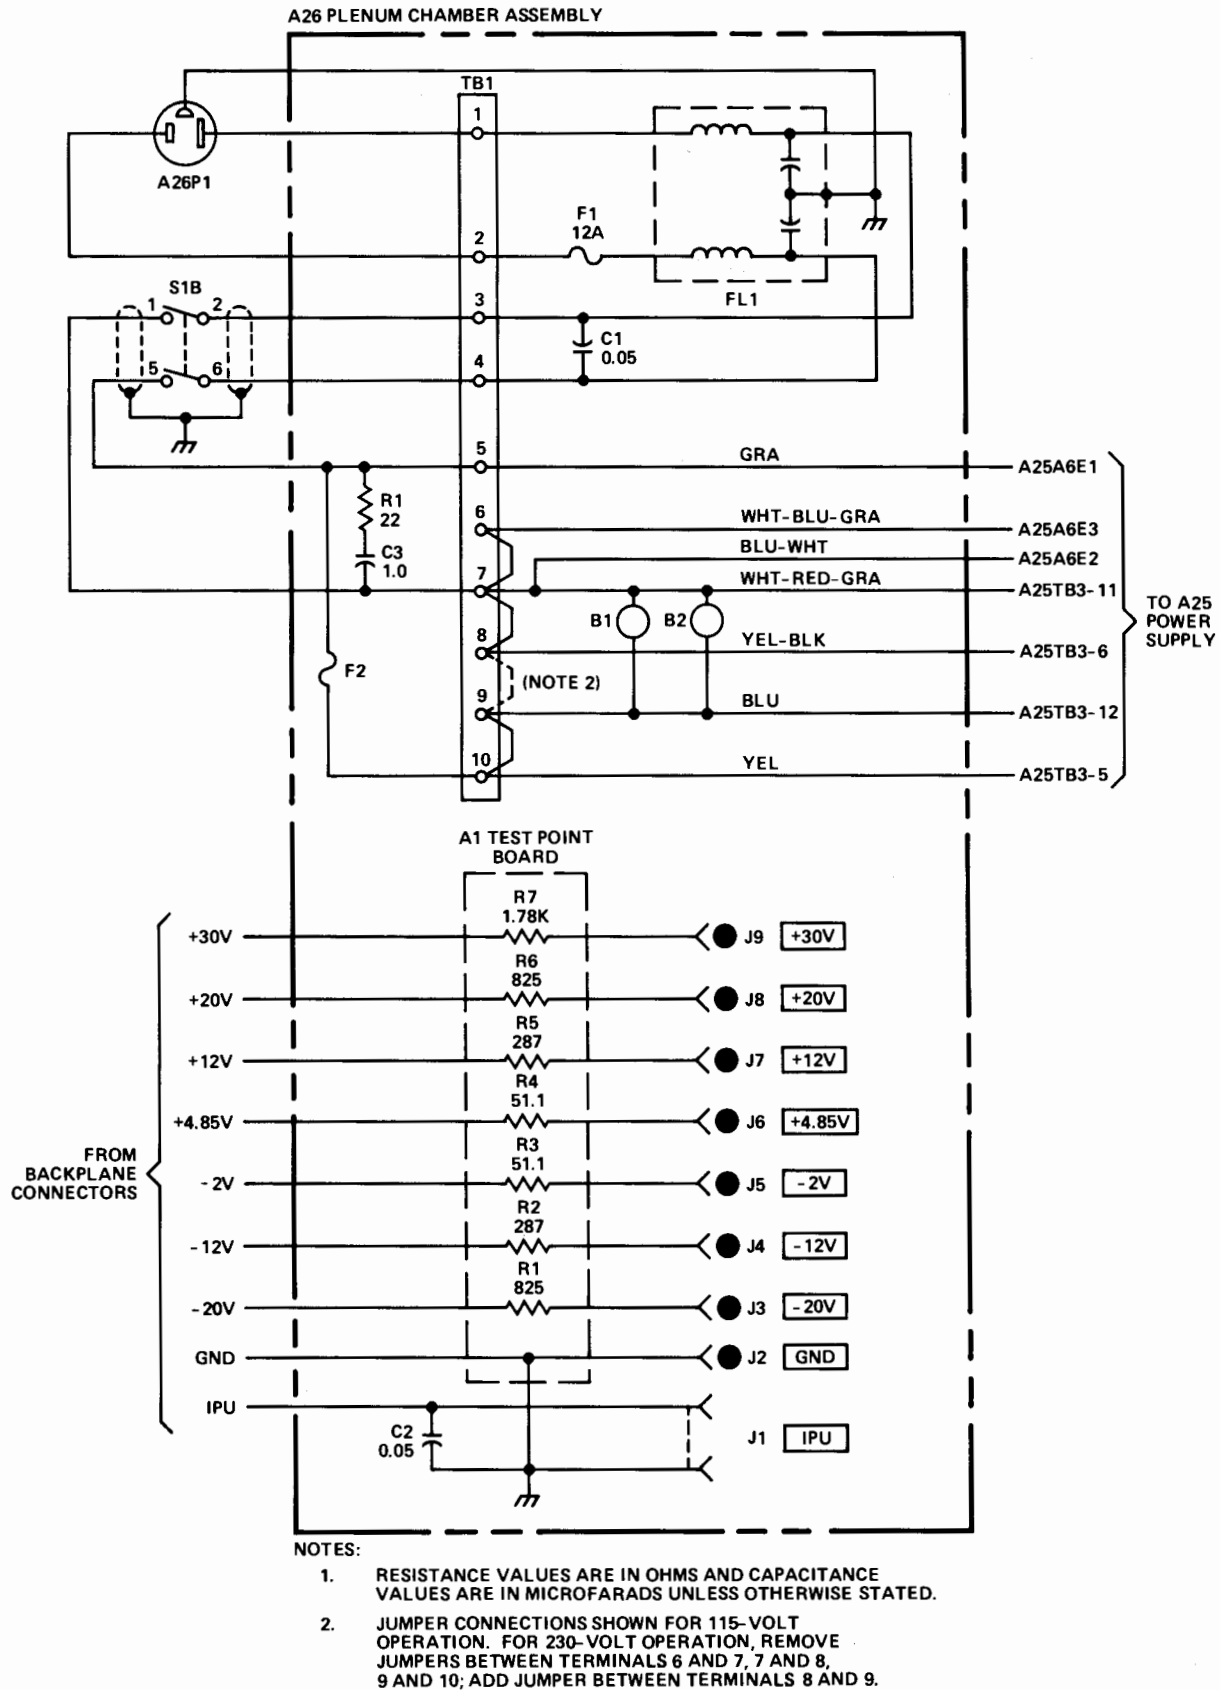 A26 PLENUM CHAMBER ASSEMBLY
TB1
1
A26P1
F1
12A
2
FL1
S1B
1 2
3
C1
0.05
5 6
4
5
GRA
A25A6E1
R1
22
6
WHT-BLU-GRA
A25A6E3
BLU-WHT
A25A6E2
C3
1.0
7
WHT-RED-GRA
A25TB3-11
B1
B2
TO A25
POWER
SUPPLY
8
YEL-BLK
A25TB3-6
F2
(NOTE 2)
9
BLU
A25TB3-12
10
YEL
A25TB3-5
A1 TEST POINT
BOARD
R7
1.78K
+30V
J9
+30V
R6
825
+20V
J8
+20V
R5
287
+12V
J7
+12V
R4
51.1
+4.85V
J6
+4.85V
R3
51.1
FROM
BACKPLANE
CONNECTORS
-2V
J5
-2V
R2
287
-12V
J4
-12V
R1
825
-20V
J3
-20V
GND
J2
GND
IPU
C2
0.05
J1
IPU
NOTES:
1. RESISTANCE VALUES ARE IN OHMS AND CAPACITANCE
VALUES ARE IN MICROFARADS UNLESS OTHERWISE STATED.
2. JUMPER CONNECTIONS SHOWN FOR 115-VOLT
OPERATION. FOR 230-VOLT OPERATION, REMOVE
JUMPERS BETWEEN TERMINALS 6 AND 7, 7 AND 8,
9 AND 10; ADD JUMPER BETWEEN TERMINALS 8 AND 9.